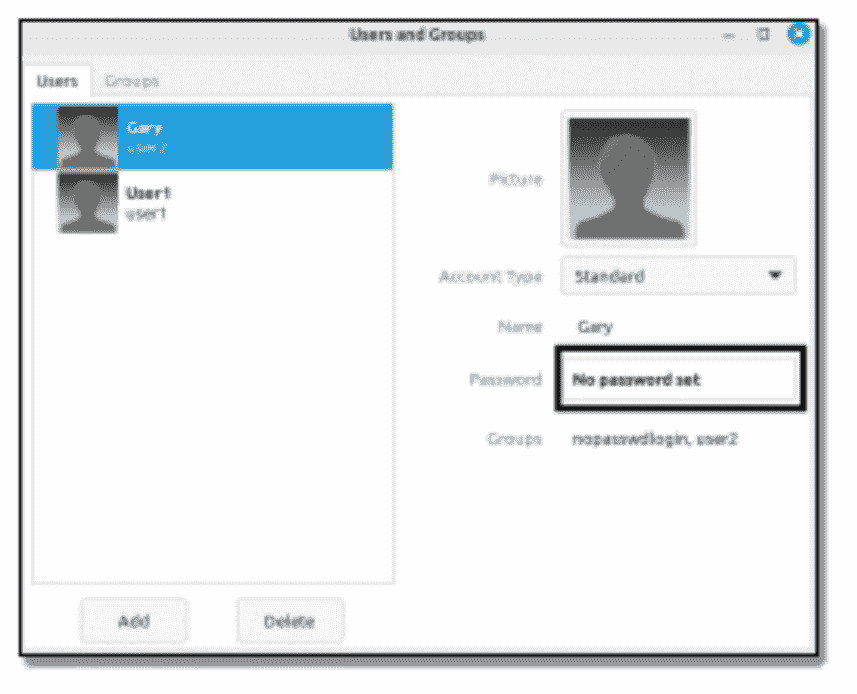 Users and Groups
Users Groups
Gary
user2
User1
user1
Picture
Account Type Standard
Name Gary
Password No password set
Groups nopasswdlogin, user2
Add Delete